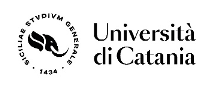 SICILIAE STVDIVM GENERALE
· 1434 ·
Università
di Catania